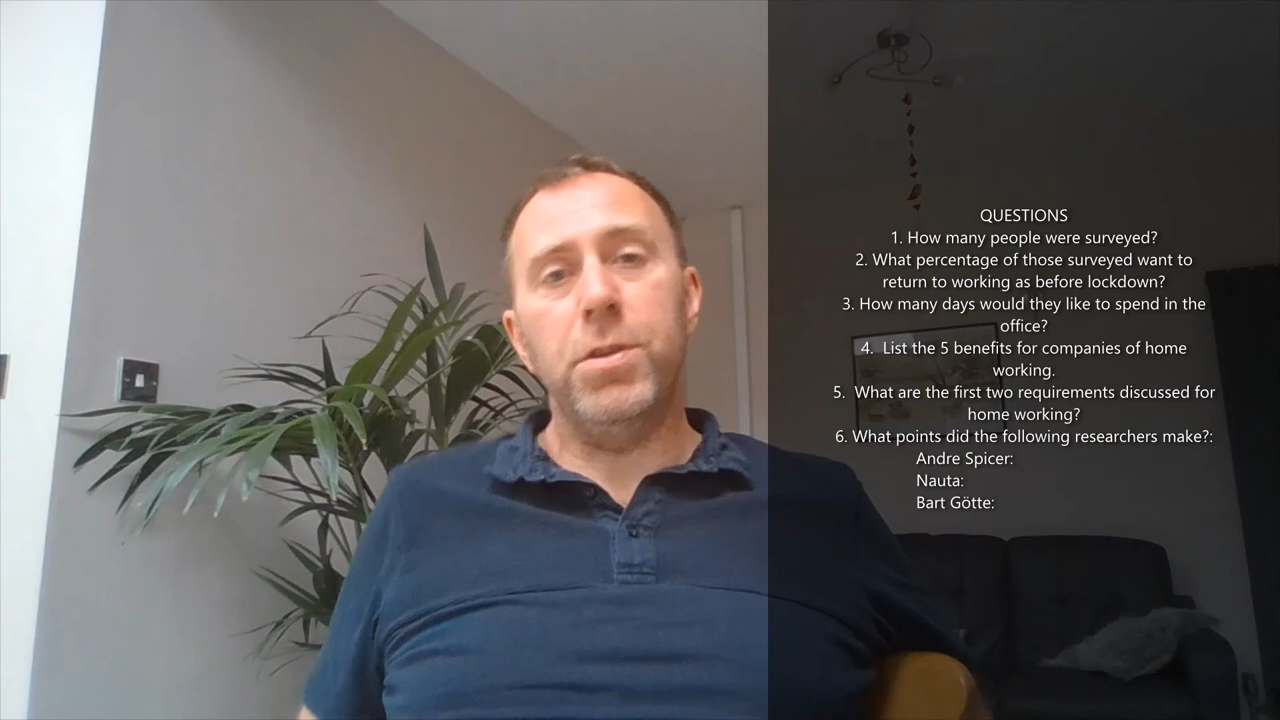 QUESTIONS
1. How many people were surveyed?
2. What percentage of those surveyed want to
return to working as before lockdown?
3. How many days would they like to spend in the
office?
4. List the 5 benefits for companies of home
working.
5. What are the first two requirements discussed for
home working?
6. What points did the following researchers make?:
Andre Spicer:
Nauta:
Bart Götte: